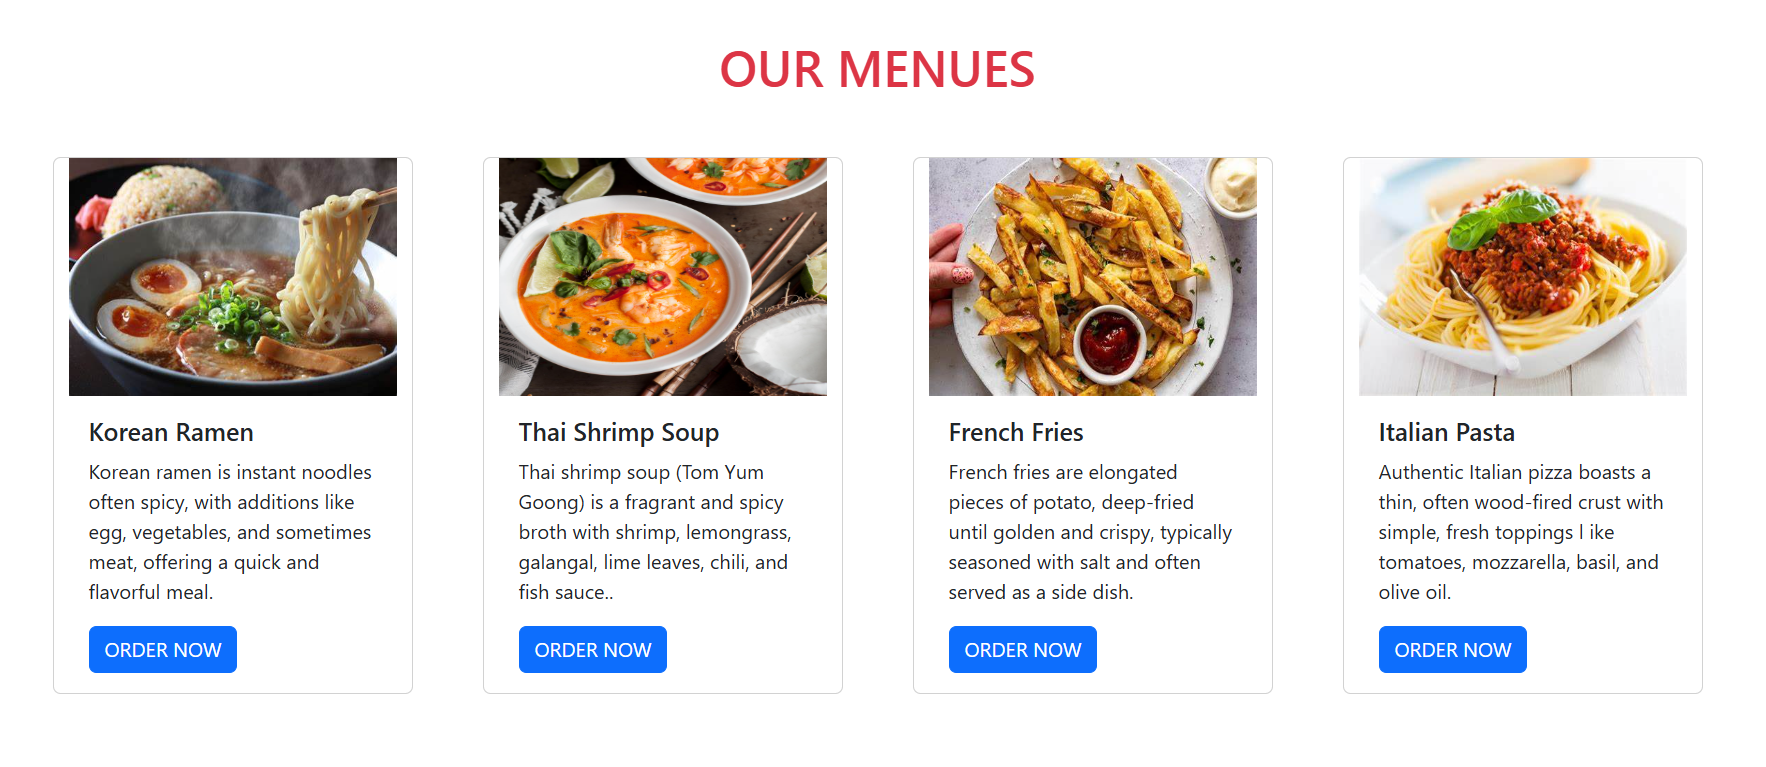 OUR MENUES
Korean Ramen
Korean ramen is instant noodles
often spicy, with additions like
egg, vegetables, and sometimes
meat, offering a quick and
flavorful meal.
ORDER NOW
Thai Shrimp Soup
Thai shrimp soup (Tom Yum
Goong) is a fragrant and spicy
broth with shrimp, lemongrass,
galangal, lime leaves, chili, and
fish sauce..
ORDER NOW
French Fries
French fries are elongated
pieces of potato, deep-fried
until golden and crispy, typically
seasoned with salt and often
served as a side dish.
ORDER NOW
Italian Pasta
Authentic Italian pizza boasts a
thin, often wood-fired crust with
simple, fresh toppings l ike
tomatoes, mozzarella, basil, and
olive oil.
ORDER NOW